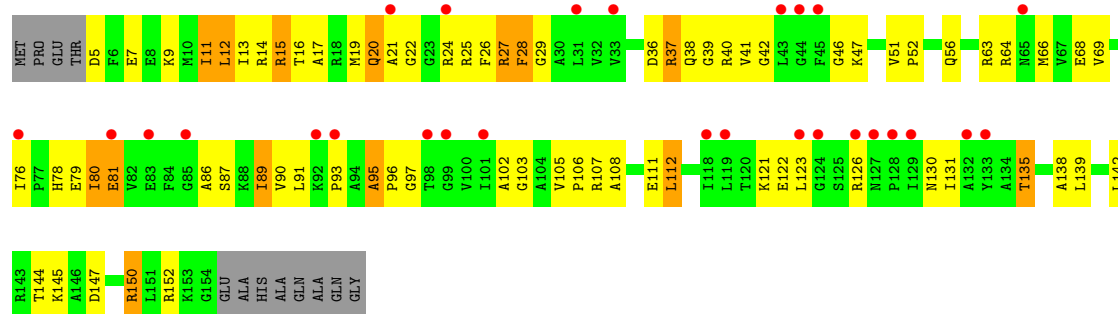 MET PRO GLU THR D5 F6 E7 E8 K9 M10 I11 L12 I13 R14 R15 T16 A17 R18 M19 Q20 A21 G22 G23 R24 R25 F26 R27 F28 G29 A30 L31 V32 V33 D36 R37 Q38 G39 R40 V41 G42 L43 G44 F45 G46 K47 V51 P52 Q56 R63 R64 N65 M66 V67 E68 V69
I76 P77 H78 E79 I80 E81 V82 E83 F84 G85 A86 S87 K88 I89 V90 L91 K92 P93 A94 A95 P96 G97 T98 G99 V100 I101 A102 G103 A104 V105 P106 R107 A108 E111 L112 I118 L119 T120 K121 E122 L123 G124 S125 R126 N127 P128 I129 N130 I131 A132 Y133 A134 T135 A138 L139 L142
R143 T144 K145 A146 D147 R150 L151 R152 K153 G154 GLU ALA HIS ALA GLN ALA GLN GLY